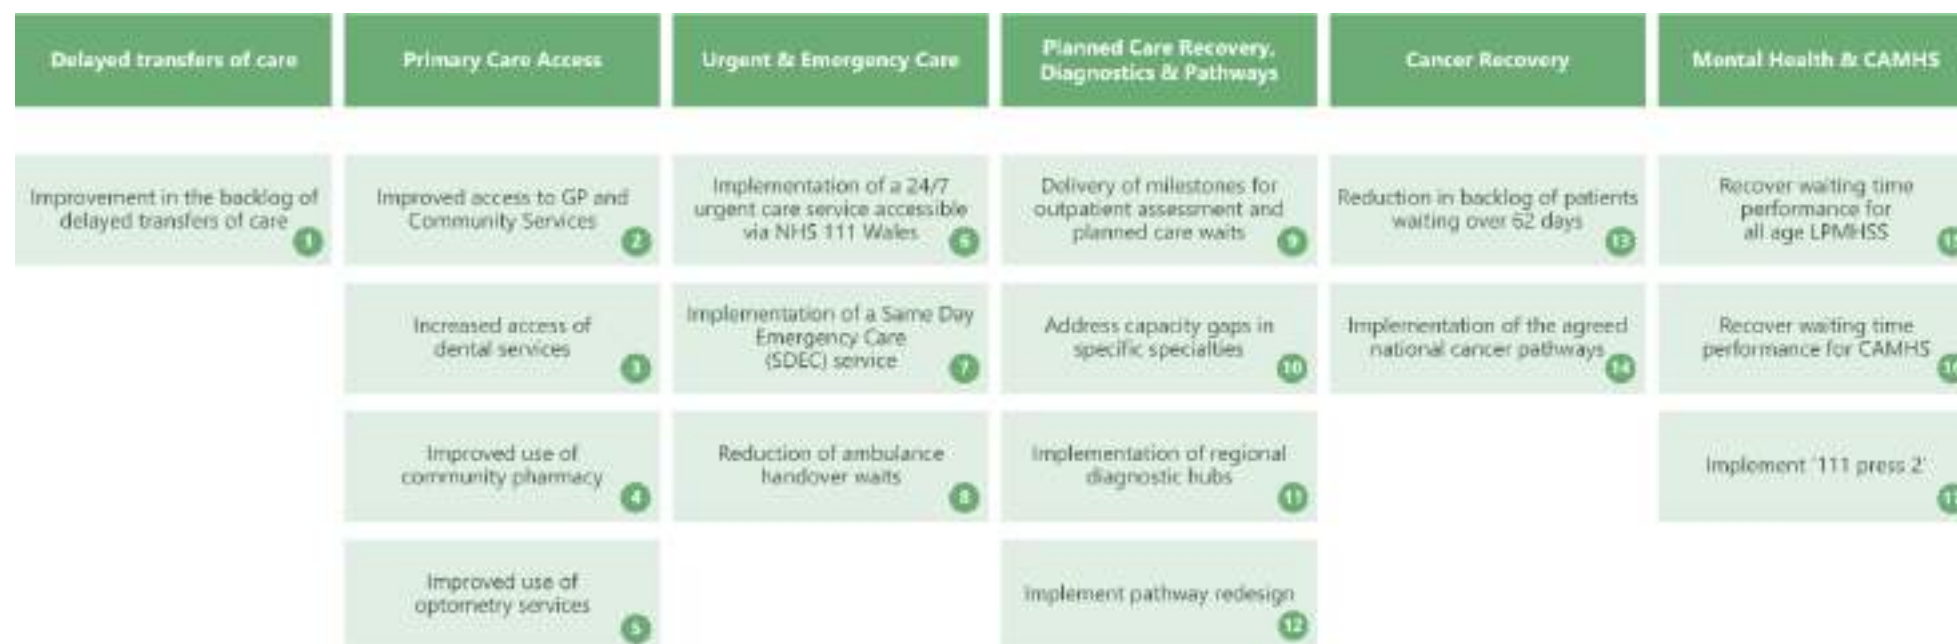 Delayed transfers of care
Primary Care Access
Urgent & Emergency Care
Planned Care Recovery,
Diagnostics & Pathways
Cancer Recovery
Mental Health & CAMHS
Improvement in the backlog of
delayed transfers of care
1
Improved access to GP and
Community Services
2
Implementation of a 24/7
urgent care service accessible
via NHS 111 Wales
6
Delivery of milestones for
outpatient assessment and
planned care waits
9
Reduction in backlog of patients
waiting over 62 days
13
Recover waiting time
performance for
all age LPMHSS
Increased access of
dental services
3
Implementation of a Same Day
Emergency Care
(SDEC) service
7
Address capacity gaps in
specific specialties
10
Implementation of the agreed
national cancer pathways
14
Recover waiting time
performance for CAMHS
Improved use of
community pharmacy
4
Reduction of ambulance
handover waits
8
Implementation of regional
diagnostic hubs
11
Implement '111 press 2'
Improved use of
optometry services
5
Implement pathway redesign
12